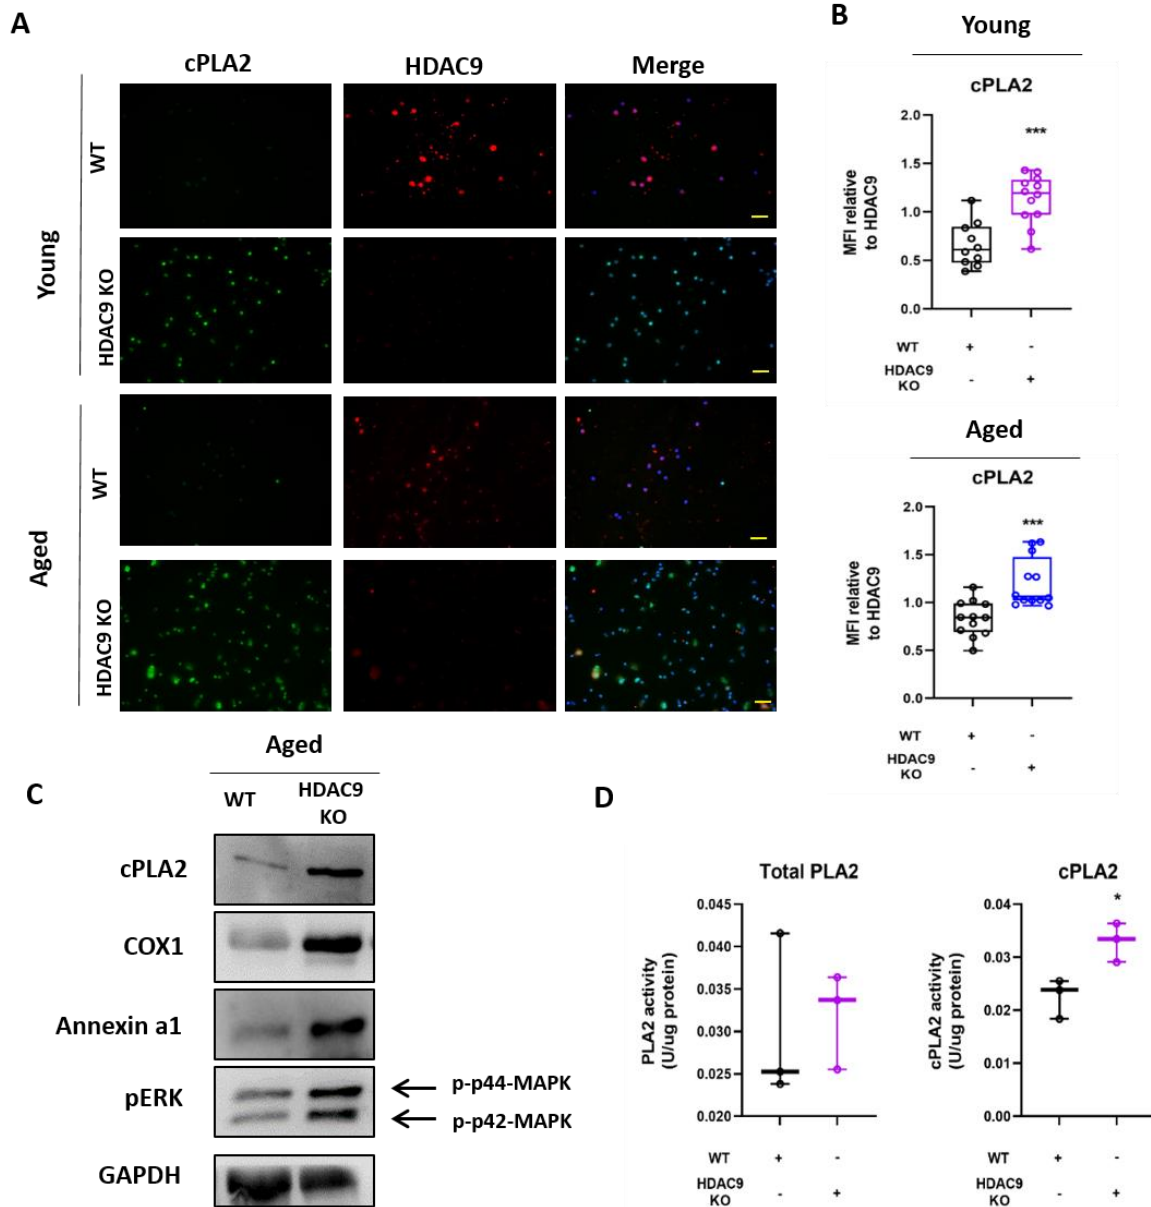 A
cPLA2 HDAC9 Merge
Young
WT
HDAC9 KO
Aged
WT
HDAC9 KO
B
Young
cPLA2
2.0
1.5
1.0
0.5
0.0
MFI relative
to HDAC9
***
WT + -
HDAC9
KO - +
Aged
cPLA2
2.0
1.5
1.0
0.5
0.0
MFI relative
to HDAC9
***
WT + -
HDAC9
KO - +
C
Aged
WT HDAC9
KO
cPLA2
COX1
Annexin a1
pERK
p-p44-MAPK
p-p42-MAPK
GAPDH
D
Total PLA2
0.045
0.040
0.035
0.030
0.025
0.020
PLA2 activity
(U/ug protein)
WT + -
HDAC9
KO - +
cPLA2
*
0.04
0.03
0.02
0.01
0.00
cPLA2 activity
(U/ug protein)
WT + -
HDAC9
KO - +